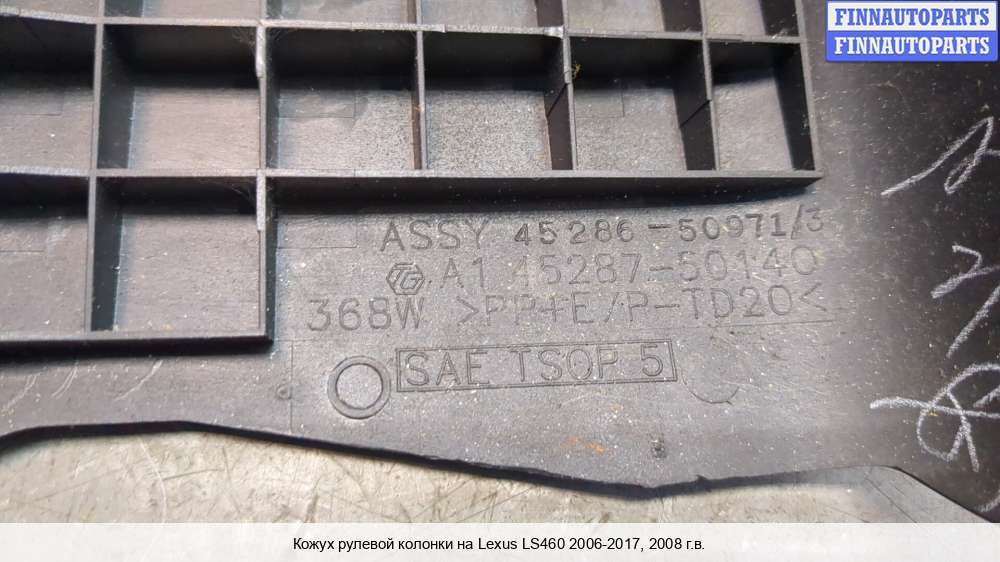 FINNAUTOPARTS
FINNAUTOPARTS
ASSY 45286-50971/3
TG A1 45287-50140
368W >PP+E/P-TD20<
SAE TSOP 5
Кожух рулевой колонки на Lexus LS460 2006-2017, 2008 г.в.